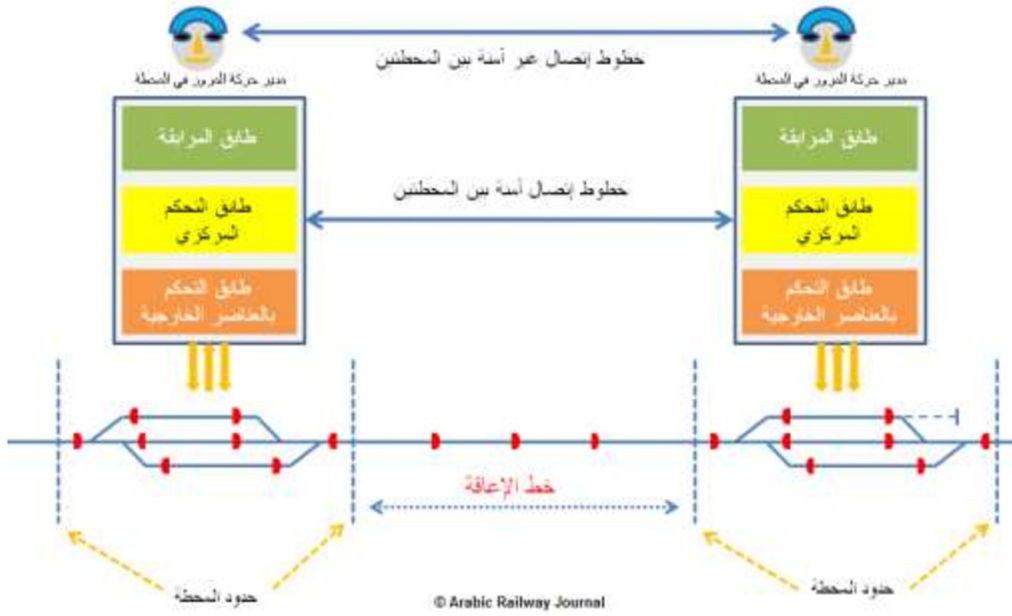 خطوط إتصال غير آمنة بين المحطتين
مدير حركة المرور في المحطة
مدير حركة المرور في المحطة
طابق المراقبة
طابق المراقبة
خطوط إتصال آمنة بين المحطتين
طابق التحكم
المركزي
طابق التحكم
المركزي
طابق التحكم
بالعناصر الخارجية
طابق التحكم
بالعناصر الخارجية
خط الإعاقة
حدود المحطة
حدود المحطة
© Arabic Railway Journal